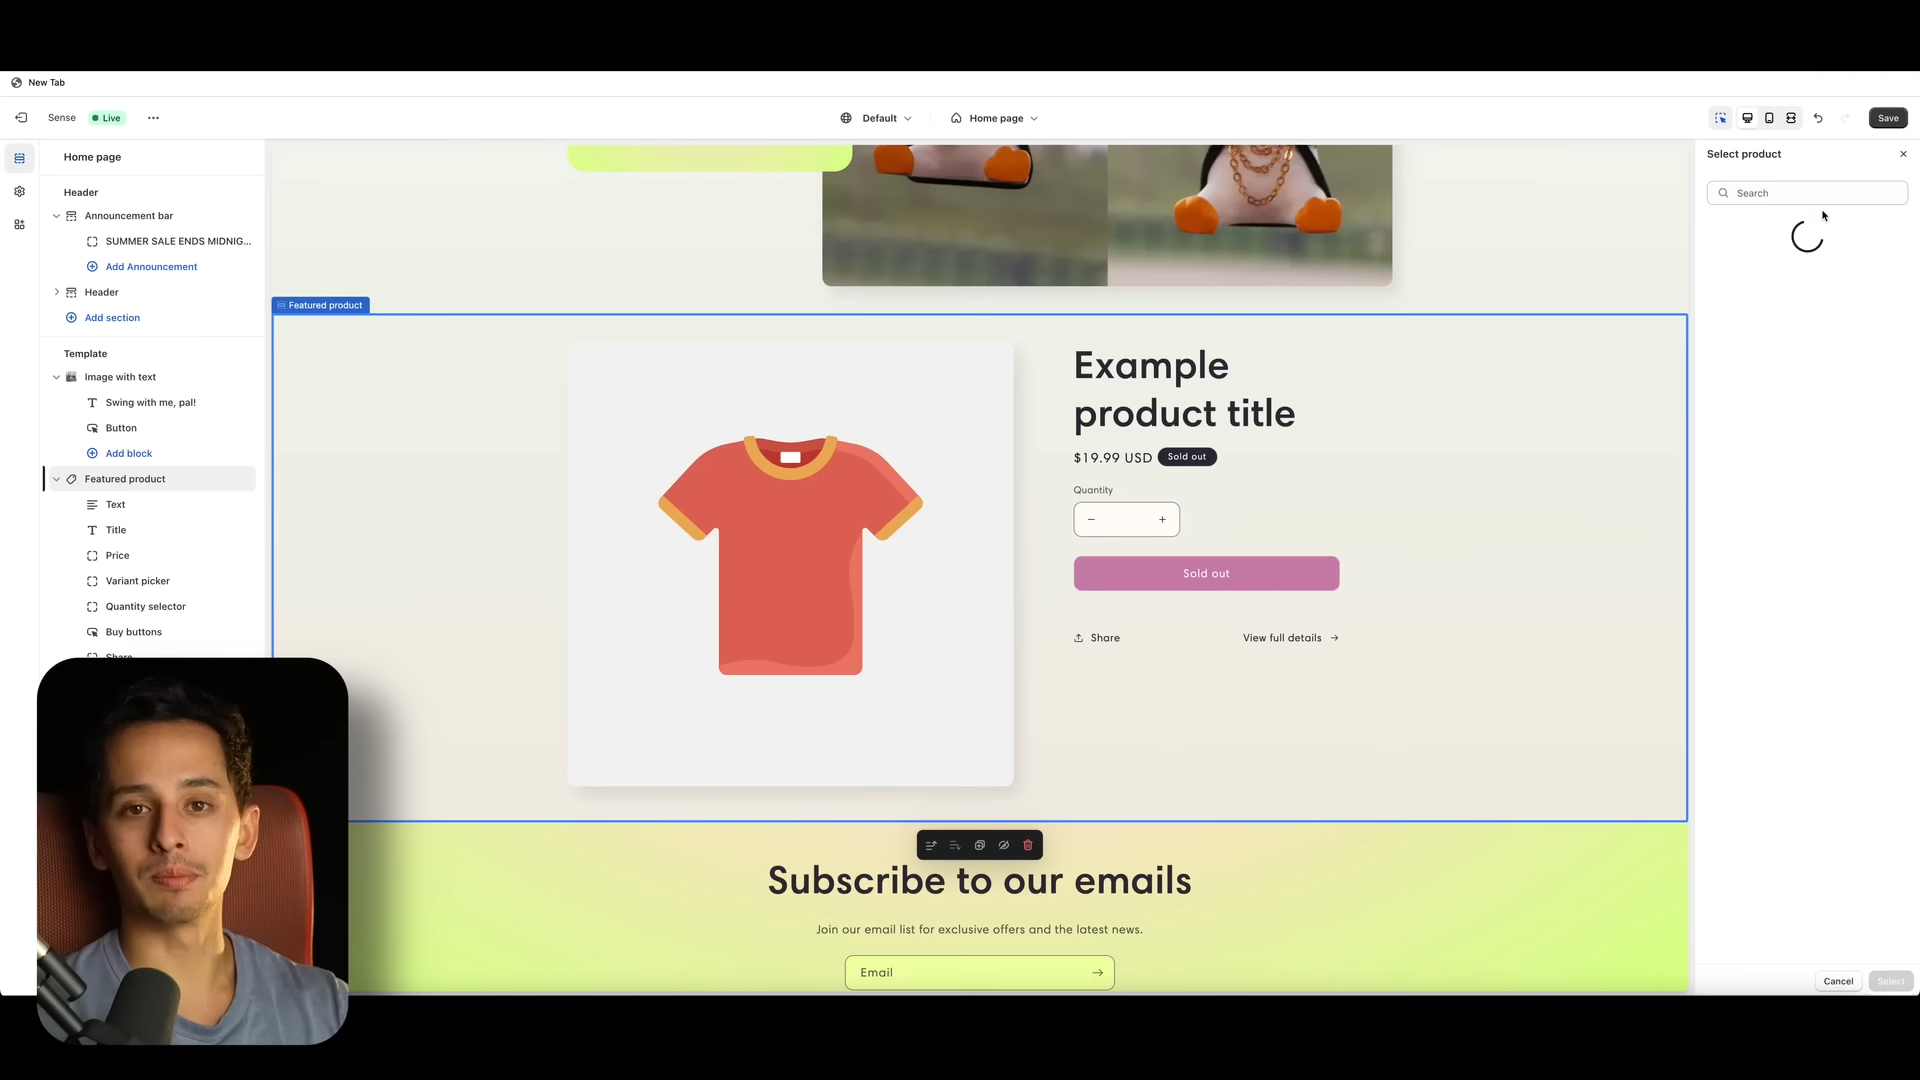 New Tab
Sense
Live
Default
Home page
Save
Home page
Header
Announcement bar
SUMMER SALE ENDS MIDNIG...
Add Announcement
Header
Add section
Template
Image with text
Swing with me, pal!
Button
Add block
Featured product
Text
Title
Price
Variant picker
Quantity selector
Buy buttons
Share
Featured product
Example
product title
$19.99 USD
Sold out
Quantity
Sold out
Share
View full details
Subscribe to our emails
Join our email list for exclusive offers and the latest news.
Email
Select product
Search
Cancel
Select